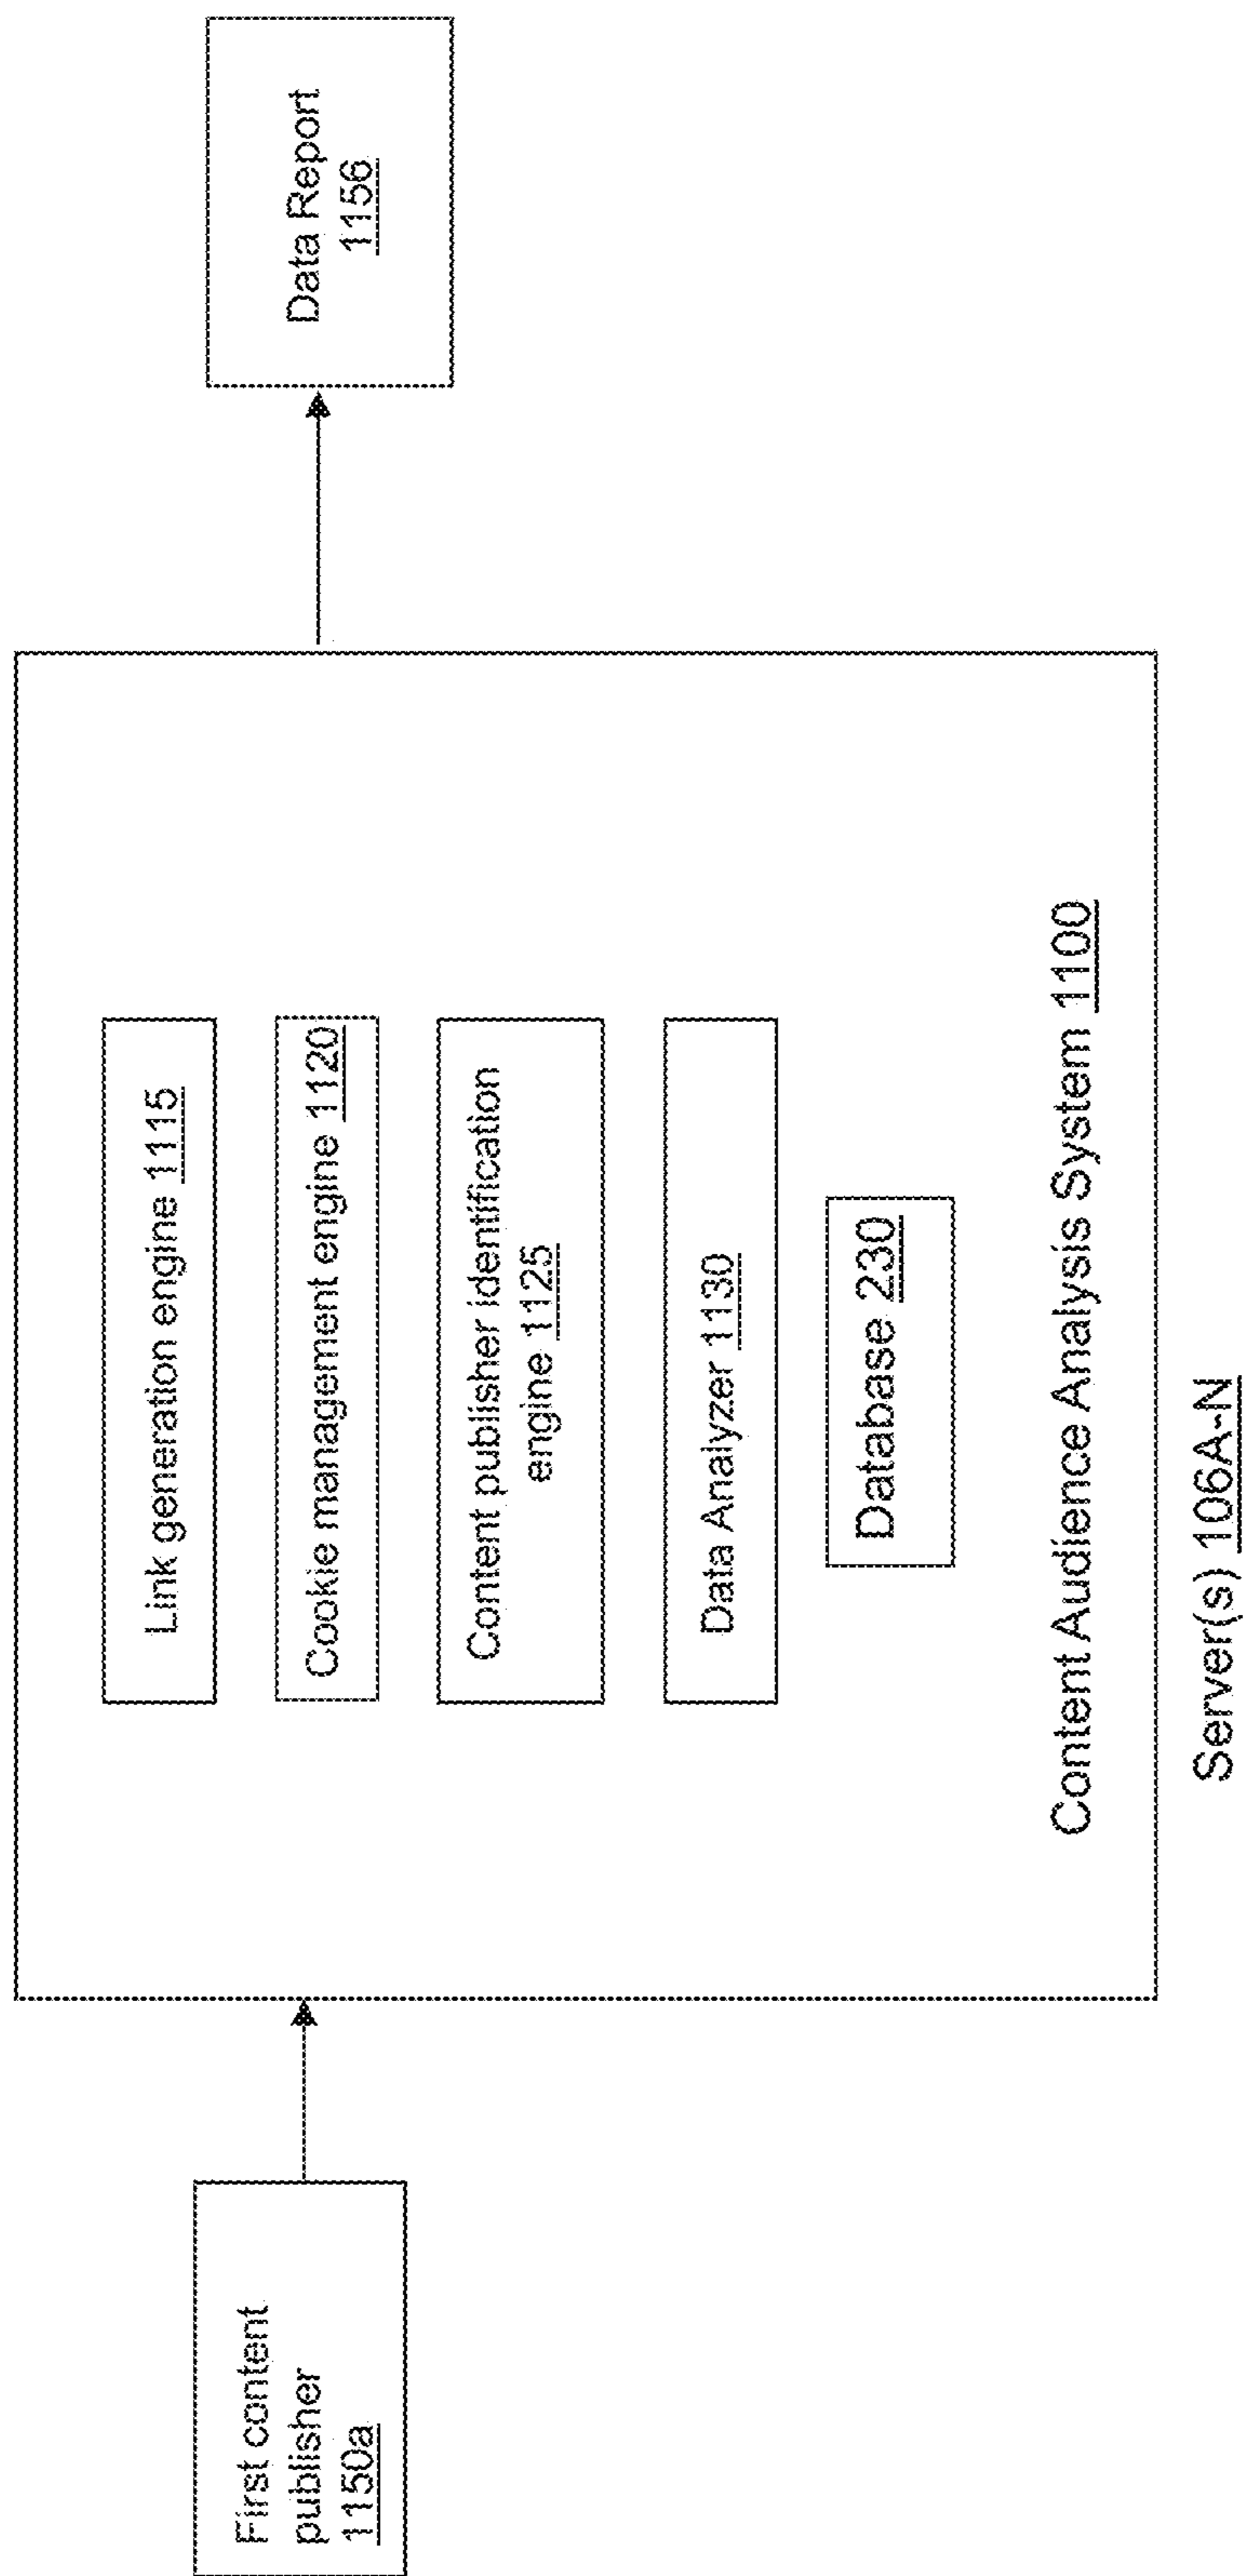 First content
publisher
1150a
Link generation engine 1115
Cookie management engine 1120
Content publisher identification
engine 1125
Data Analyzer 1130
Database 230
Content Audience Analysis System 1100
Server(s) 106A-N
Data Report
1156